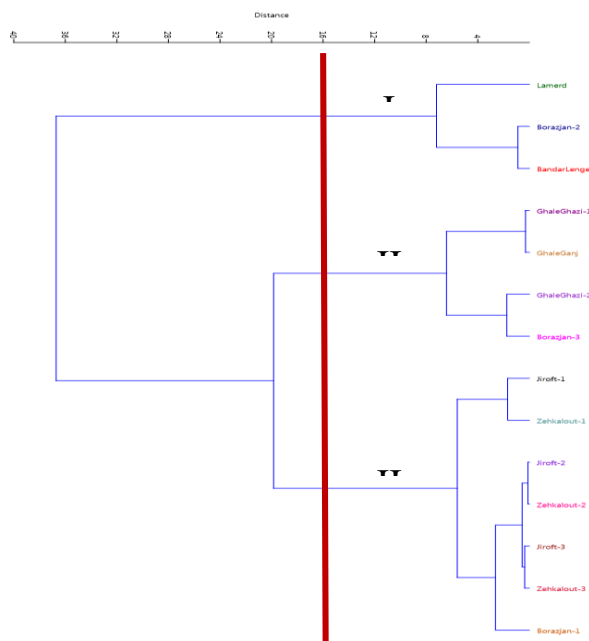 Distance
40 36 32 28 24 20 16 12 8 4
Lamerd
Borazjan-2
BandarLenge
GhaleGhazi-
GhaleGanj
GhaleGhazi-2
Borazjan-3
Jiroft-1
Zehkalout-1
Jiroft-2
Zehkalout-2
Jiroft-3
Zehkalout-3
Borazjan-1